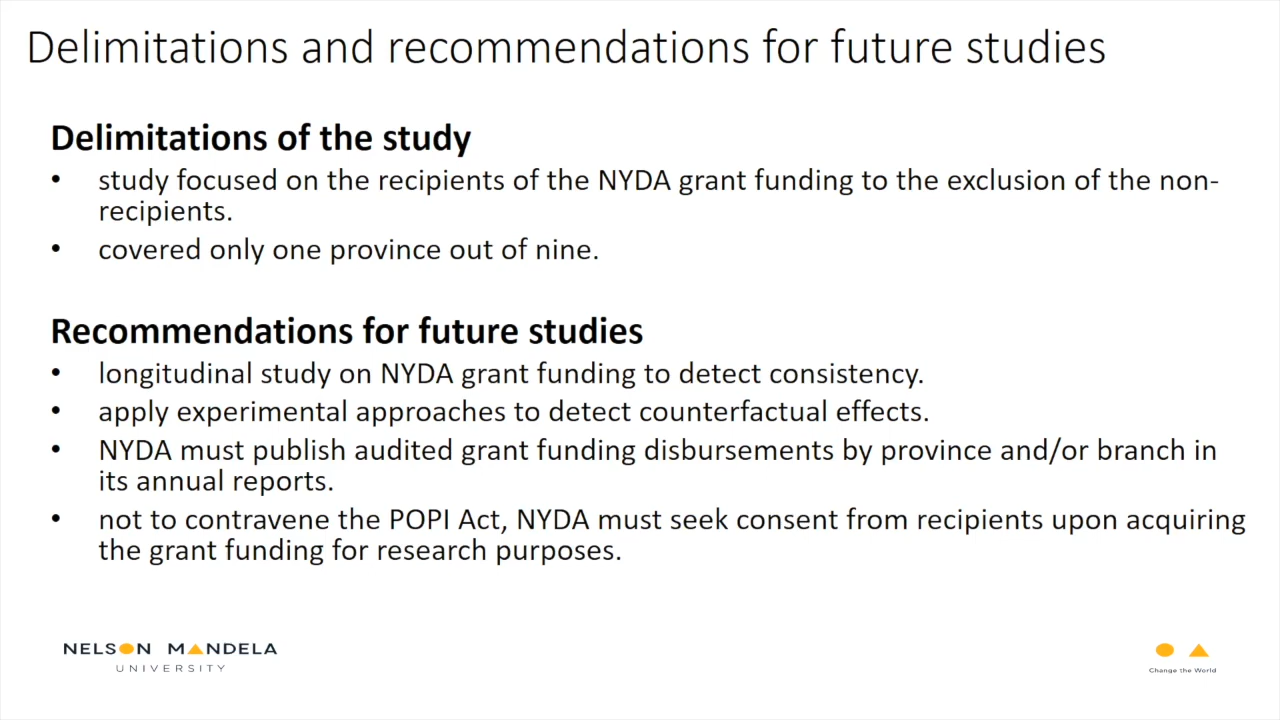 Delimitations and recommendations for future studies
Delimitations of the study
• study focused on the recipients of the NYDA grant funding to the exclusion of the non-
recipients.
• covered only one province out of nine.
Recommendations for future studies
• longitudinal study on NYDA grant funding to detect consistency.
• apply experimental approaches to detect counterfactual effects.
• NYDA must publish audited grant funding disbursements by province and/or branch in
its annual reports.
• not to contravene the POPI Act, NYDA must seek consent from recipients upon acquiring
the grant funding for research purposes.
NELSON MANDELA
UNIVERSITY
Change the World